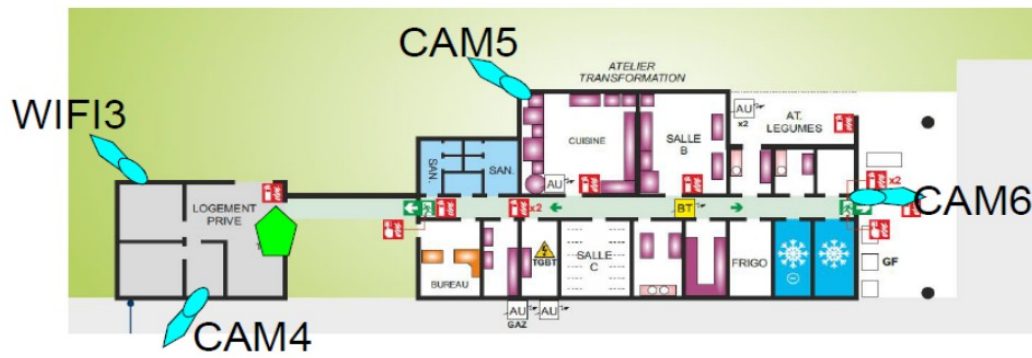 CAM5
ATELIER
TRANSFORMATION
WIFI3
AU
x2
AT.
LEGUMES
CUISINE
SALLE
B
SAN.
SAN.
AU
x2
LOGEMENT
PRIVE
x2
BT
CAM6
TGBT
SALLE
C
FRIGO
GF
BUREAU
AU
AU
GAZ
CAM4